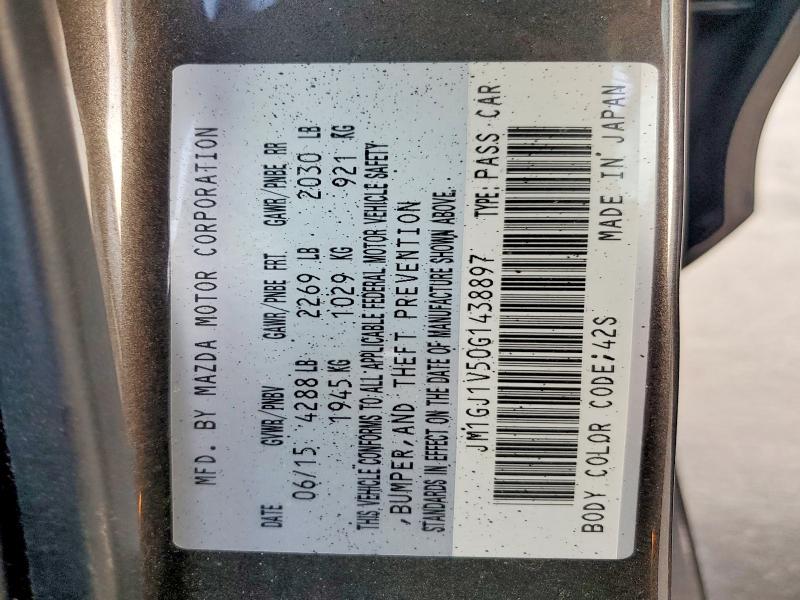 MFD. BY MAZDA MOTOR CORPORATION
DATE GVWR/PNBV GAWR/PNBE FRT GAWR/PNBE RR
06/15 4288 LB 2269 LB 2030 LB
1945 KG 1029 KG 921 KG
THIS VEHICLE CONFORMS TO ALL APPLICABLE FEDERAL MOTOR VEHICLE SAFETY
,BUMPER,AND THEFT PREVENTION
STANDARDS IN EFFECT ON THE DATE OF MANUFACTURE SHOWN ABOVE.
JM1GJ1V50G1438897 TYPE: PASS CAR
BODY COLOR CODE;42S MADE IN JAPAN